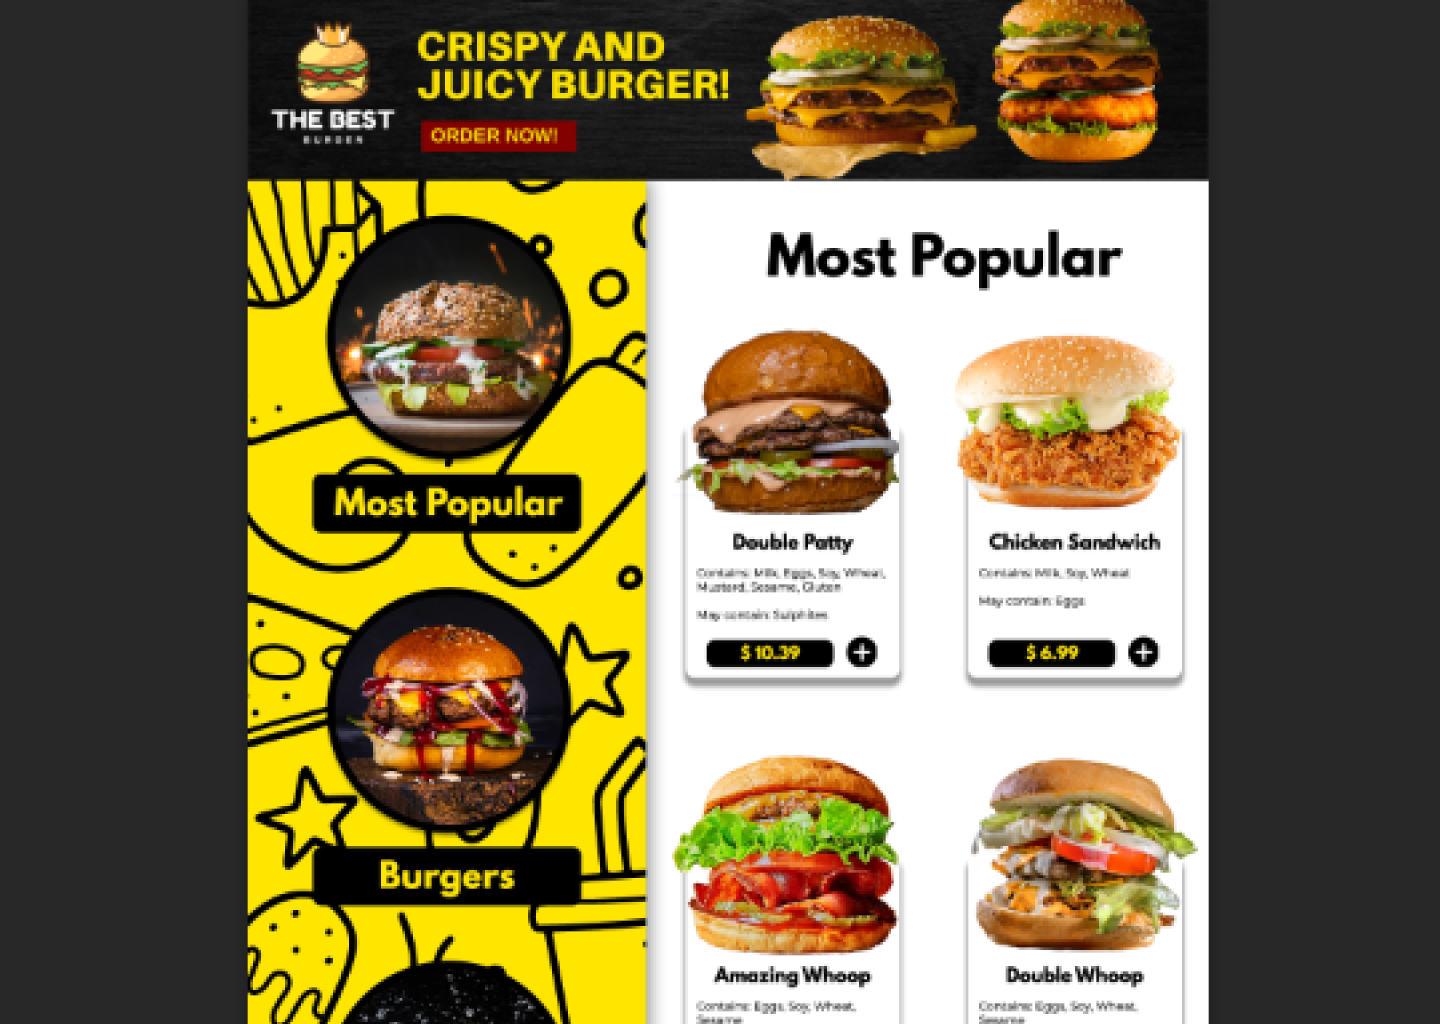 THE BEST
BURGER
CRISPY AND
JUICY BURGER!
ORDER NOW!
Most Popular
Burgers
Most Popular
Double Patty
Contains: Milk, Eggs, Soy, Wheat,
Mustard, Sesame, Gluten
May contain: Sulphites
$ 10.39
Chicken Sandwich
Contains: Milk, Soy, Wheat
May contain: Eggs
$ 6.99
Amazing Whoop
Contains: Eggs, Soy, Wheat,
Sesame
Double Whoop
Contains: Eggs, Soy, Wheat,
Sesame